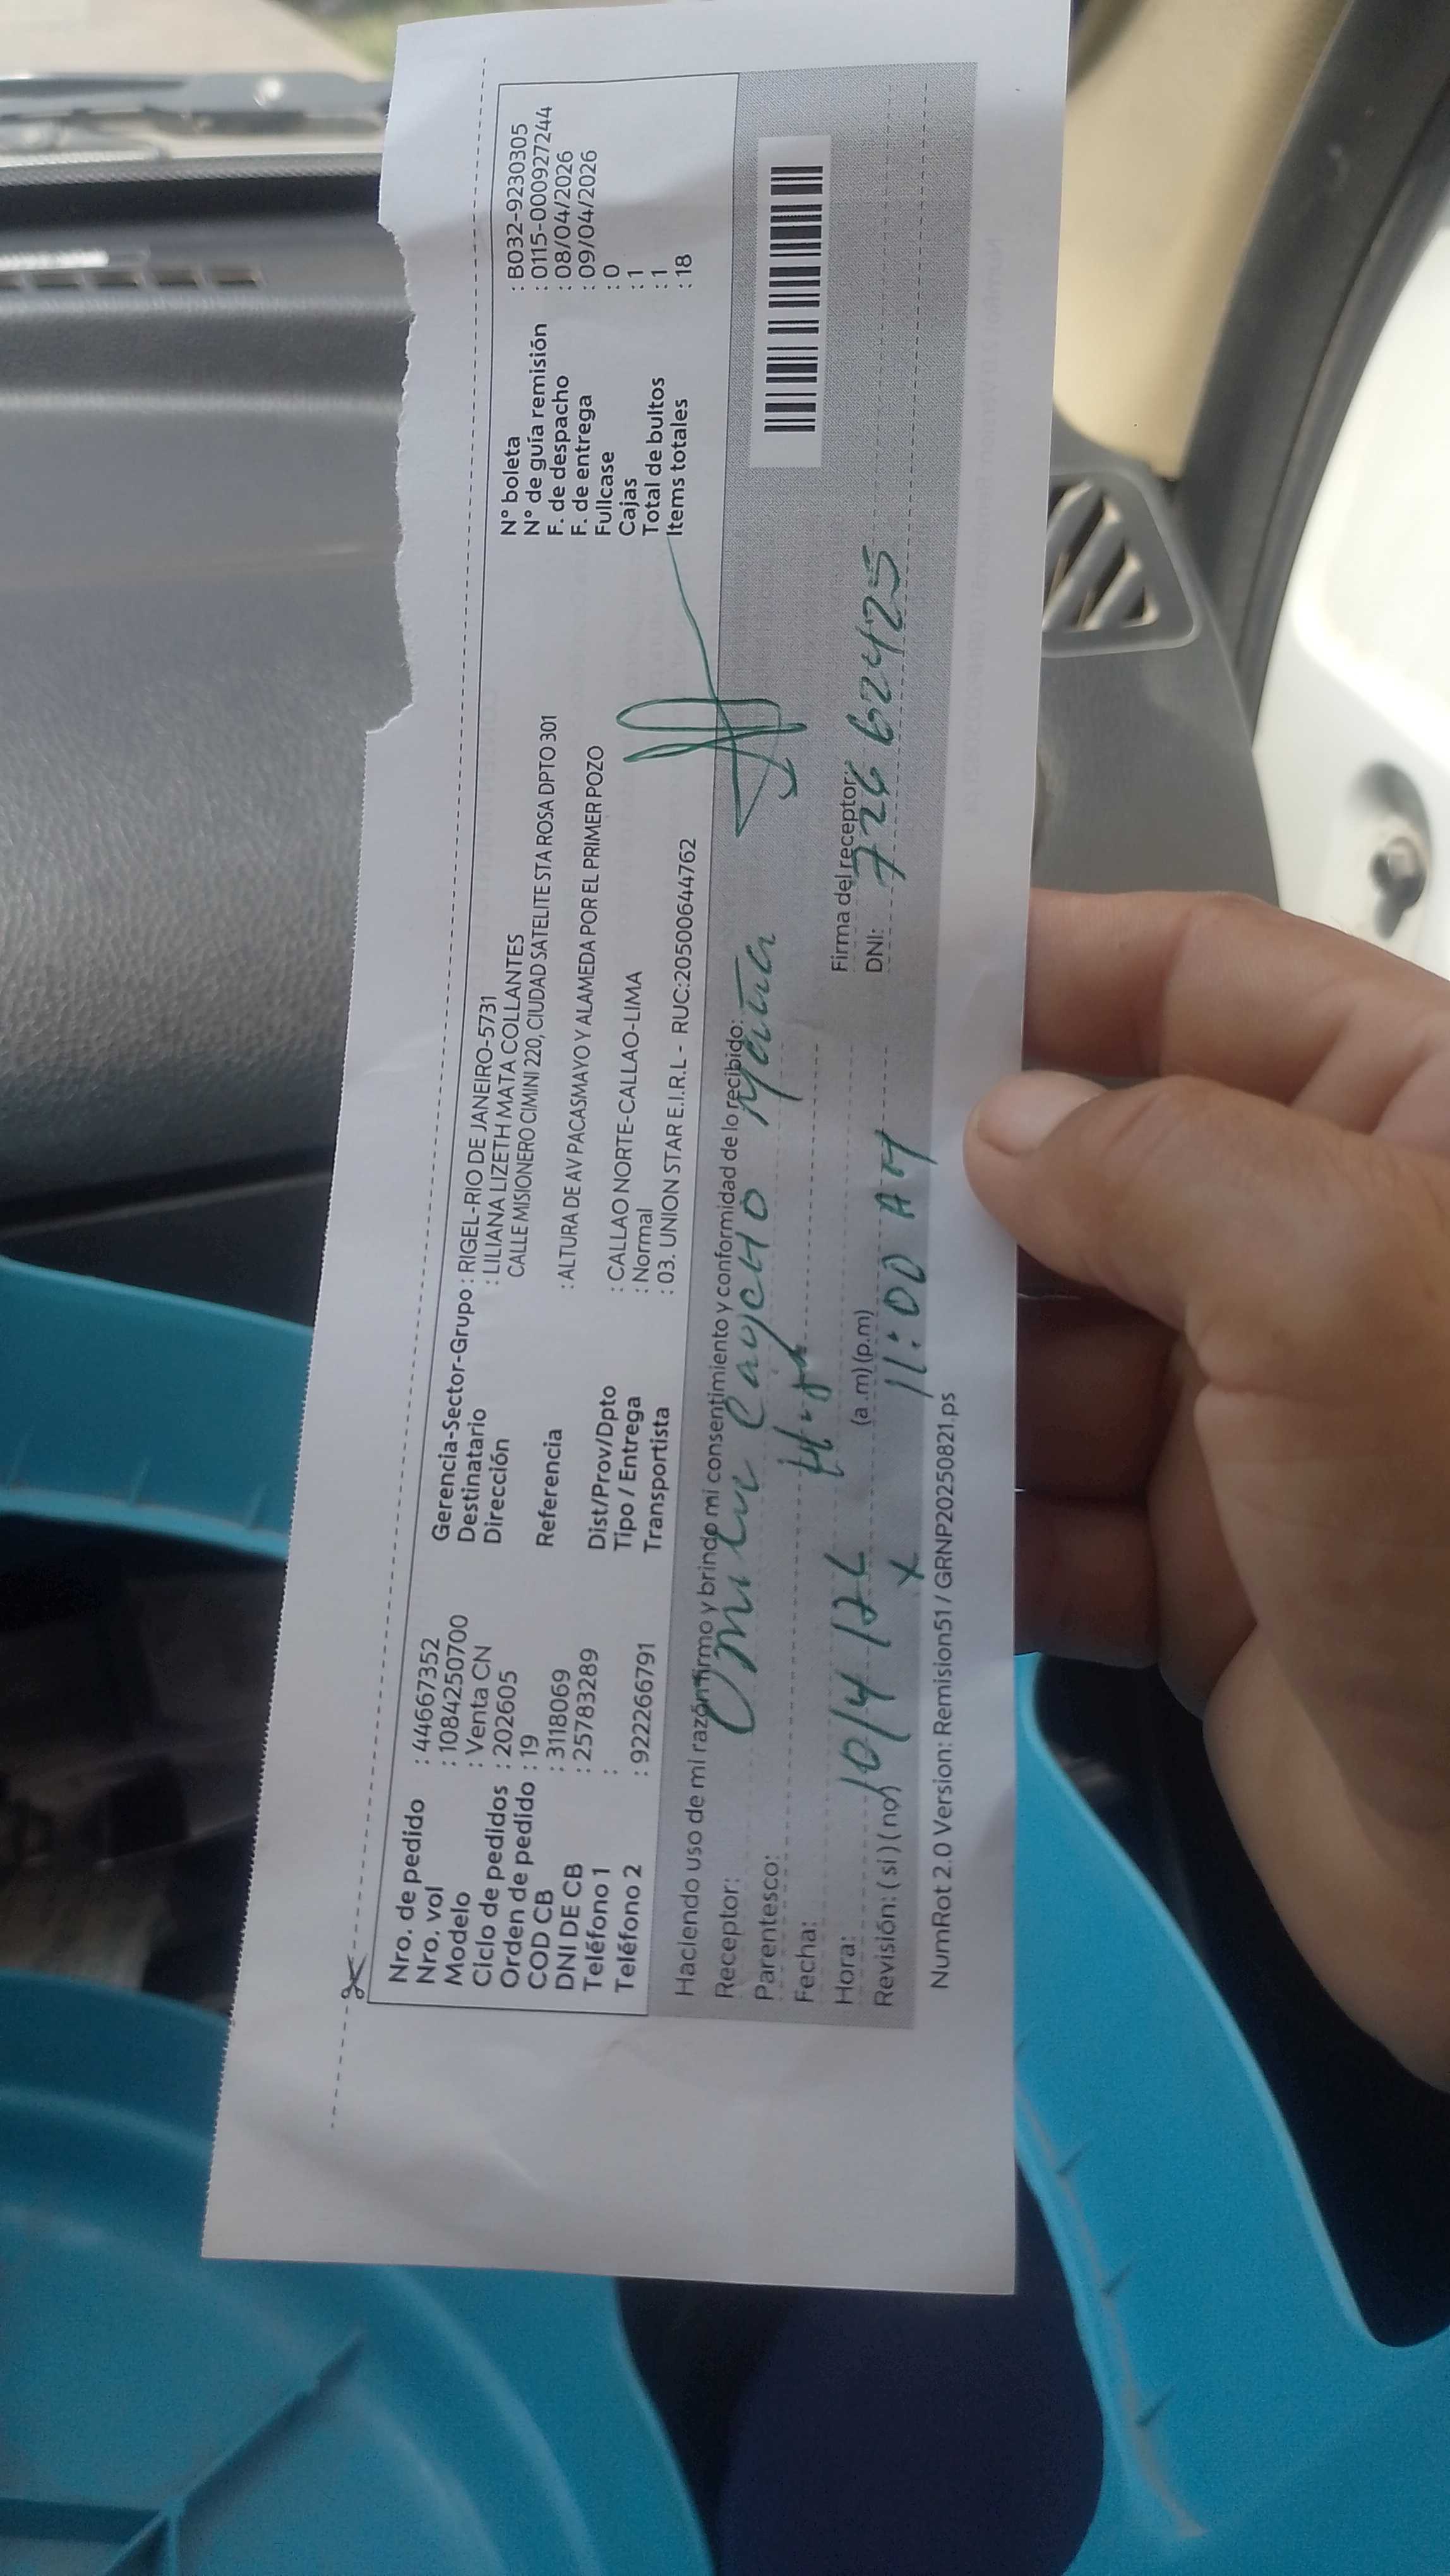 Nro. de pedido : 44667352
Nro. vol : 1084250700
Modelo : Venta CN
Ciclo de pedidos : 202605
Orden de pedido : 19
COD CB : 3118069
DNI DE CB : 25783289
Teléfono 1 :
Teléfono 2 : 922266791
Gerencia-Sector-Grupo : RIGEL-RIO DE JANEIRO-5731
Destinatario : LILIANA LIZETH MATA COLLANTES
Dirección CALLE MISIONERO CIMINI 220, CIUDAD SATELITE STA ROSA DPTO 301
Referencia : ALTURA DE AV PACASMAYO Y ALAMEDA POR EL PRIMER POZO
Dist/Prov/Dpto : CALLAO NORTE-CALLAO-LIMA
Tipo / Entrega : Normal
Transportista : 03. UNION STAR E.I.R.L - RUC:20500644762
N° boleta : B032-9230305
N° de guía remisión : 0115-0000927244
F. de despacho : 08/04/2026
F. de entrega : 09/04/2026
Fullcase : 0
Cajas : 1
Total de bultos : 1
Items totales : 18
Haciendo uso de mi razón firmo y brindo mi consentimiento y conformidad de lo recibido:
Receptor: Caycho Mata
Parentesco:
Fecha: 10/4/26
Hora: (a.m) (p.m) 11:00 AM
Revisión: (si) (no) X
Firma del receptor:
DNI: 72662425
NumRot 2.0 Version: Remision51 / GRNP20250821.ps